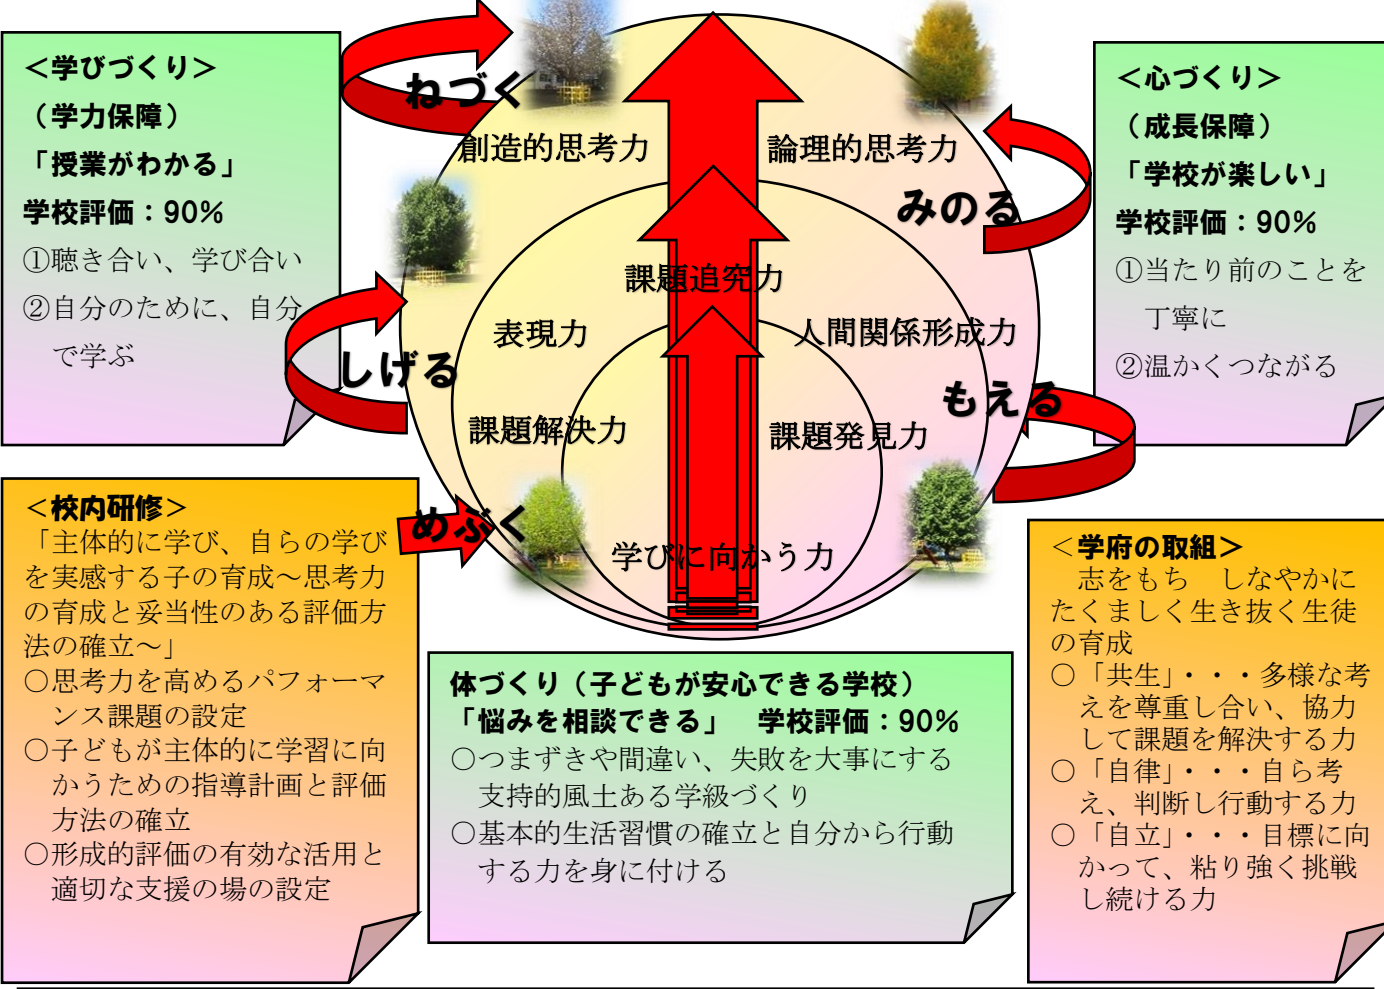 ＜学びづくり＞
（学力保障）
「授業がわかる」
学校評価：90％
①聴き合い、学び合い
②自分のために、自分
で学ぶ
ねづく
創造的思考力
論理的思考力
みのる
課題追究力
表現力
人間関係形成力
しげる
もえる
課題解決力
課題発見力
めぶく
学びに向かう力
＜心づくり＞
（成長保障）
「学校が楽しい」
学校評価：90％
①当たり前のことを
丁寧に
②温かくつながる
＜校内研修＞
「主体的に学び、自らの学び
を実感する子の育成～思考力
の育成と妥当性のある評価方
法の確立～」
○思考力を高めるパフォーマ
ンス課題の設定
○子どもが主体的に学習に向
かうための指導計画と評価
方法の確立
○形成的評価の有効な活用と
適切な支援の場の設定
体づくり（子どもが安心できる学校）
「悩みを相談できる」　学校評価：90％
○つまずきや間違い、失敗を大事にする
支持的風土ある学級づくり
○基本的生活習慣の確立と自分から行動
する力を身に付ける
＜学府の取組＞
志をもち　しなやかに
たくましく生き抜く生徒
の育成
○「共生」・・・多様な考
えを尊重し合い、協力
して課題を解決する力
○「自律」・・・自ら考
え、判断し行動する力
○「自立」・・・目標に向
かって、粘り強く挑戦
し続ける力